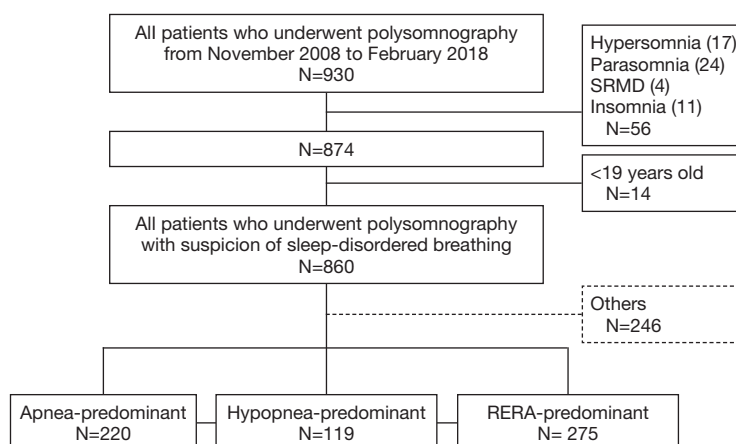 All patients who underwent polysomnography
from November 2008 to February 2018
N=930
Hypersomnia (17)
Parasomnia (24)
SRMD (4)
Insomnia (11)
N=56
N=874
<19 years old
N=14
All patients who underwent polysomnography
with suspicion of sleep-disordered breathing
N=860
Others
N=246
Apnea-predominant
N=220
Hypopnea-predominant
N=119
RERA-predominant
N= 275